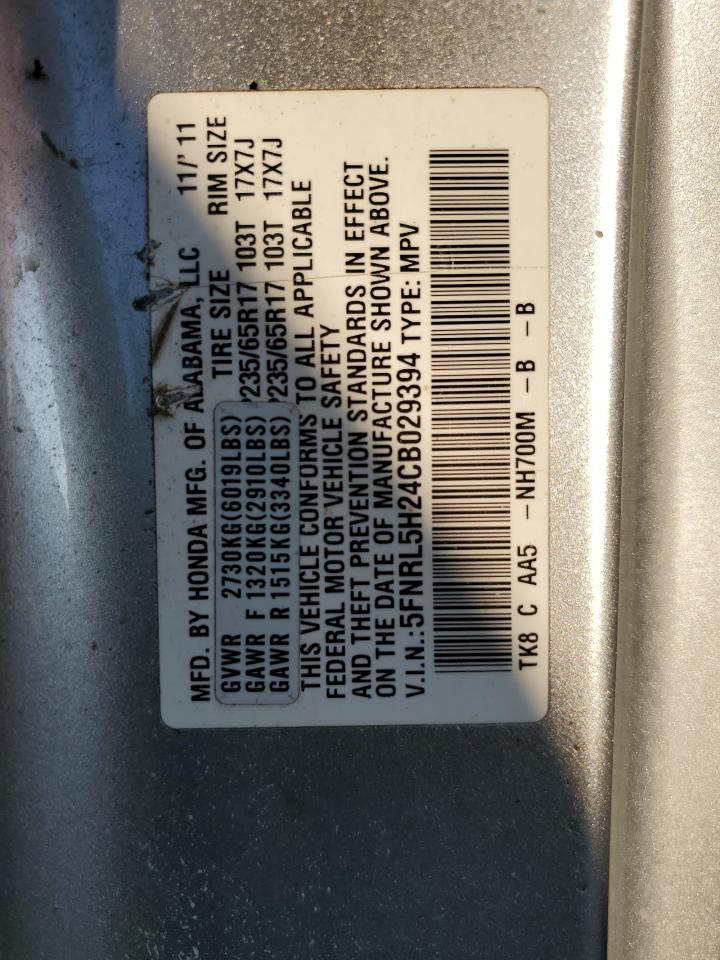 MFD. BY HONDA MFG. OF ALABAMA, LLC 11/'11
TIRE SIZE RIM SIZE
GVWR 2730KG(6019LBS)
GAWR F 1320KG(2910LBS) P235/65R17 103T 17X7J
GAWR R 1515KG(3340LBS) P235/65R17 103T 17X7J
THIS VEHICLE CONFORMS TO ALL APPLICABLE
FEDERAL MOTOR VEHICLE SAFETY
AND THEFT PREVENTION STANDARDS IN EFFECT
ON THE DATE OF MANUFACTURE SHOWN ABOVE.
V.I.N.:5FNRL5H24CB029394 TYPE: MPV
TK8 C AA5 -NH700M -B -B